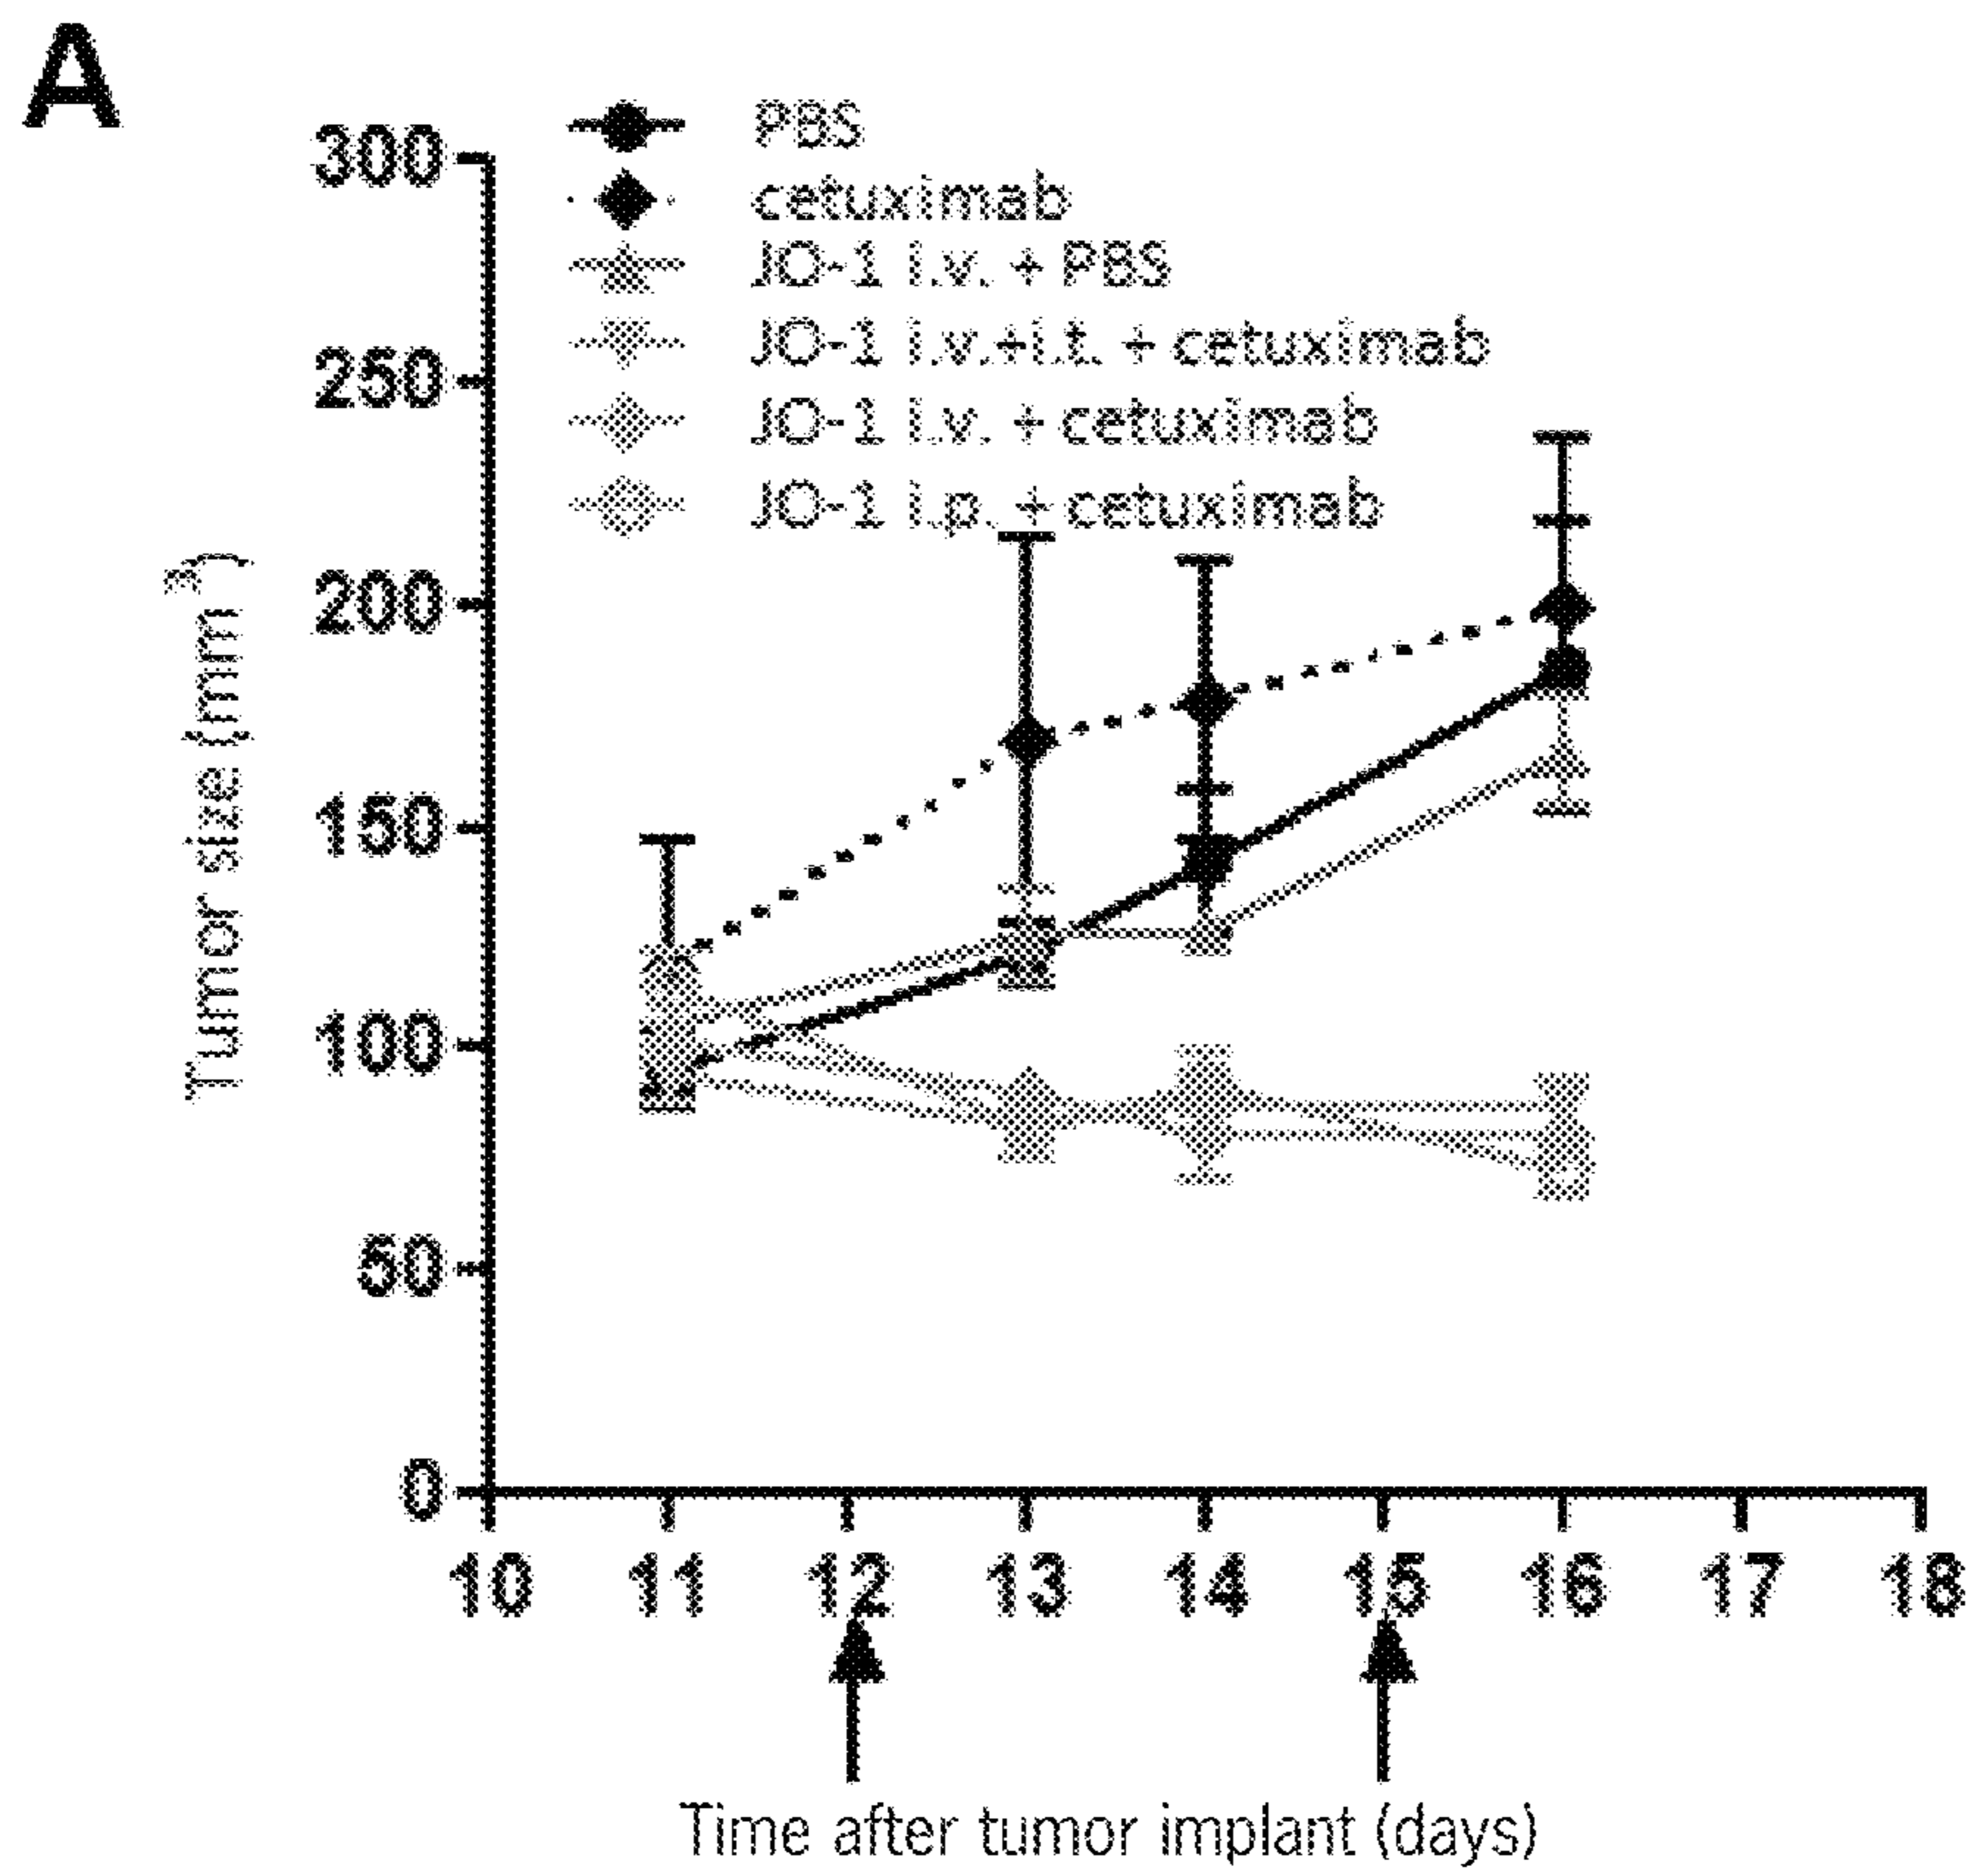 A
PBS
cetuximab
JO-1 i.v. + PBS
JO-1 i.v.+i.t. + cetuximab
JO-1 i.v. + cetuximab
JO-1 i.p. + cetuximab
Tumor size (mm³)
300
250
200
150
100
50
0
10 11 12 13 14 15 16 17 18
Time after tumor implant (days)